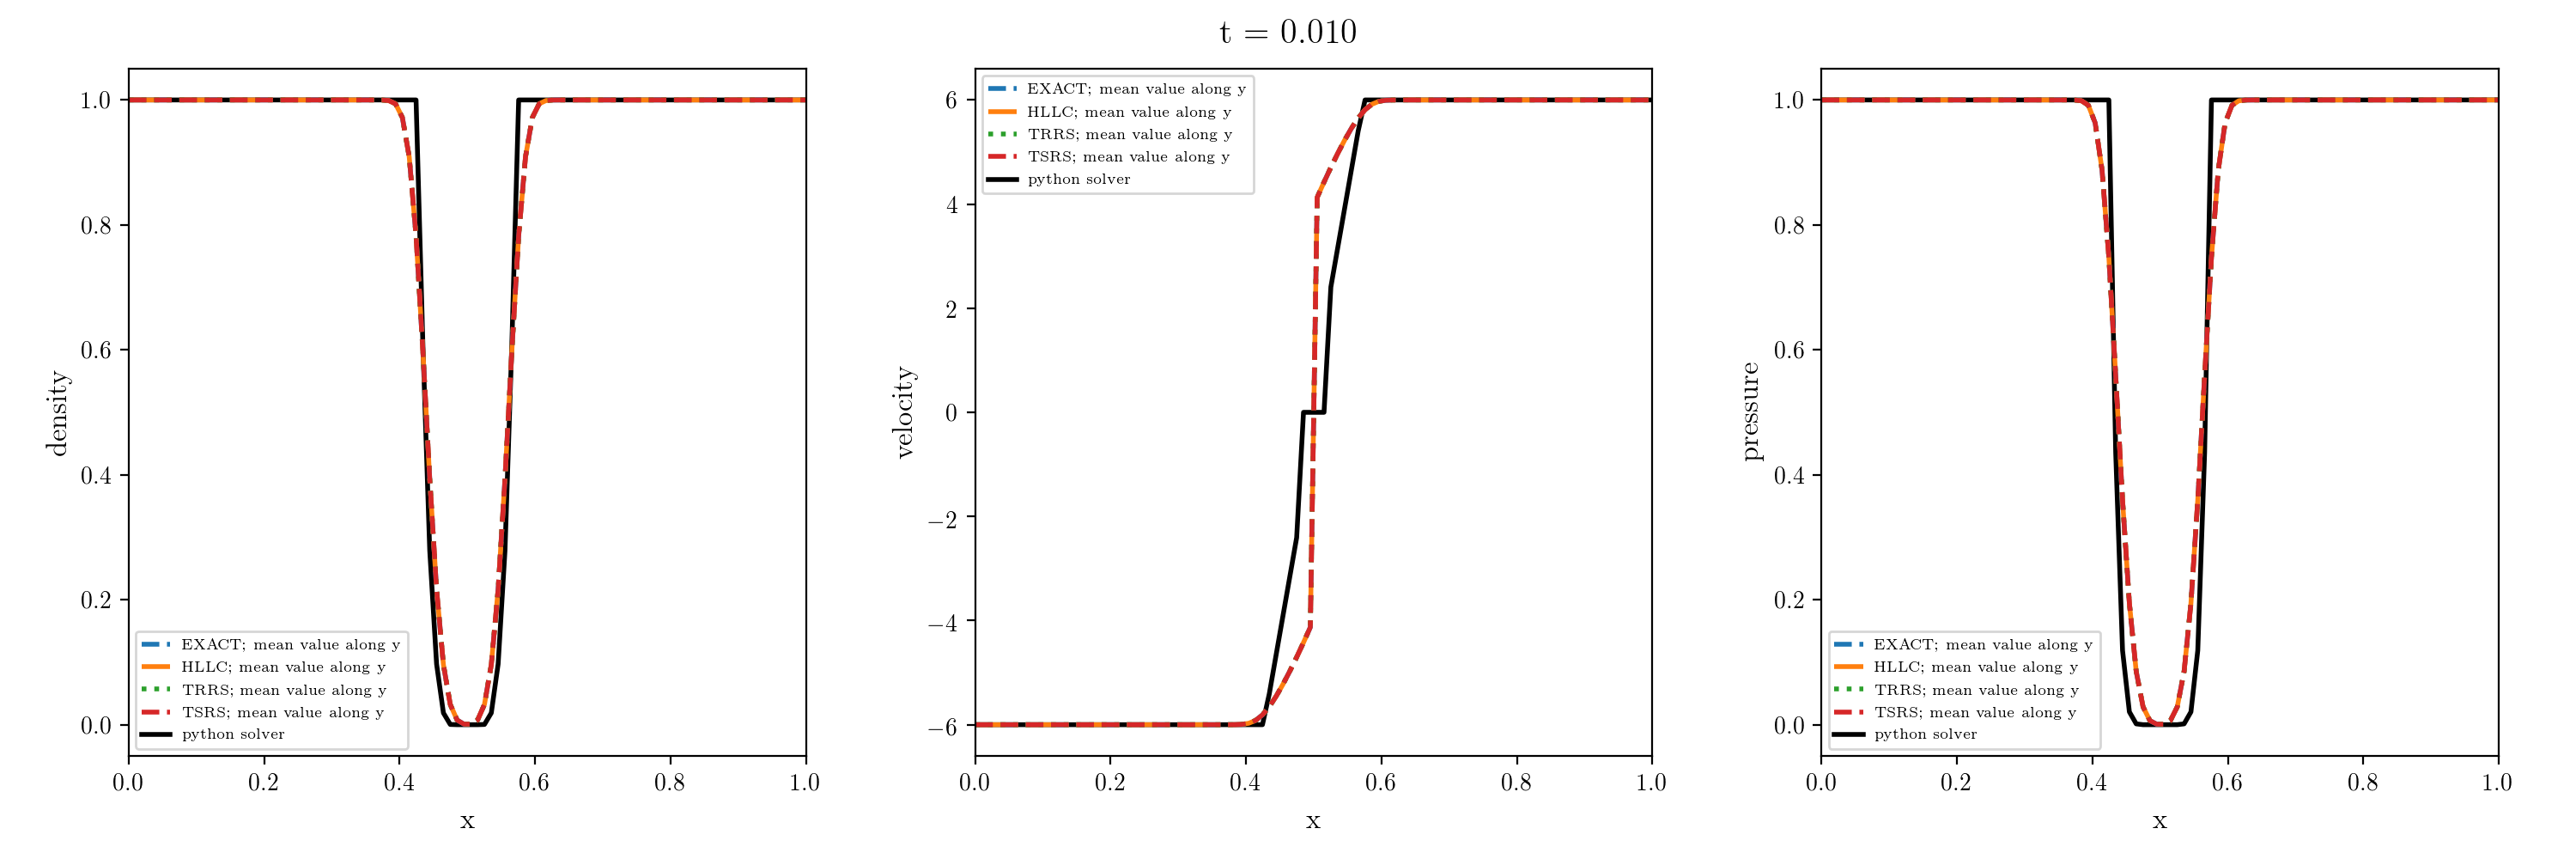 t = 0.010
density
1.0
0.8
0.6
0.4
0.2
0.0
EXACT; mean value along y
HLLC; mean value along y
TRRS; mean value along y
TSRS; mean value along y
python solver
0.0 0.2 0.4 0.6 0.8 1.0
x
velocity
6
4
2
0
−2
−4
−6
EXACT; mean value along y
HLLC; mean value along y
TRRS; mean value along y
TSRS; mean value along y
python solver
0.0 0.2 0.4 0.6 0.8 1.0
x
pressure
1.0
0.8
0.6
0.4
0.2
0.0
EXACT; mean value along y
HLLC; mean value along y
TRRS; mean value along y
TSRS; mean value along y
python solver
0.0 0.2 0.4 0.6 0.8 1.0
x